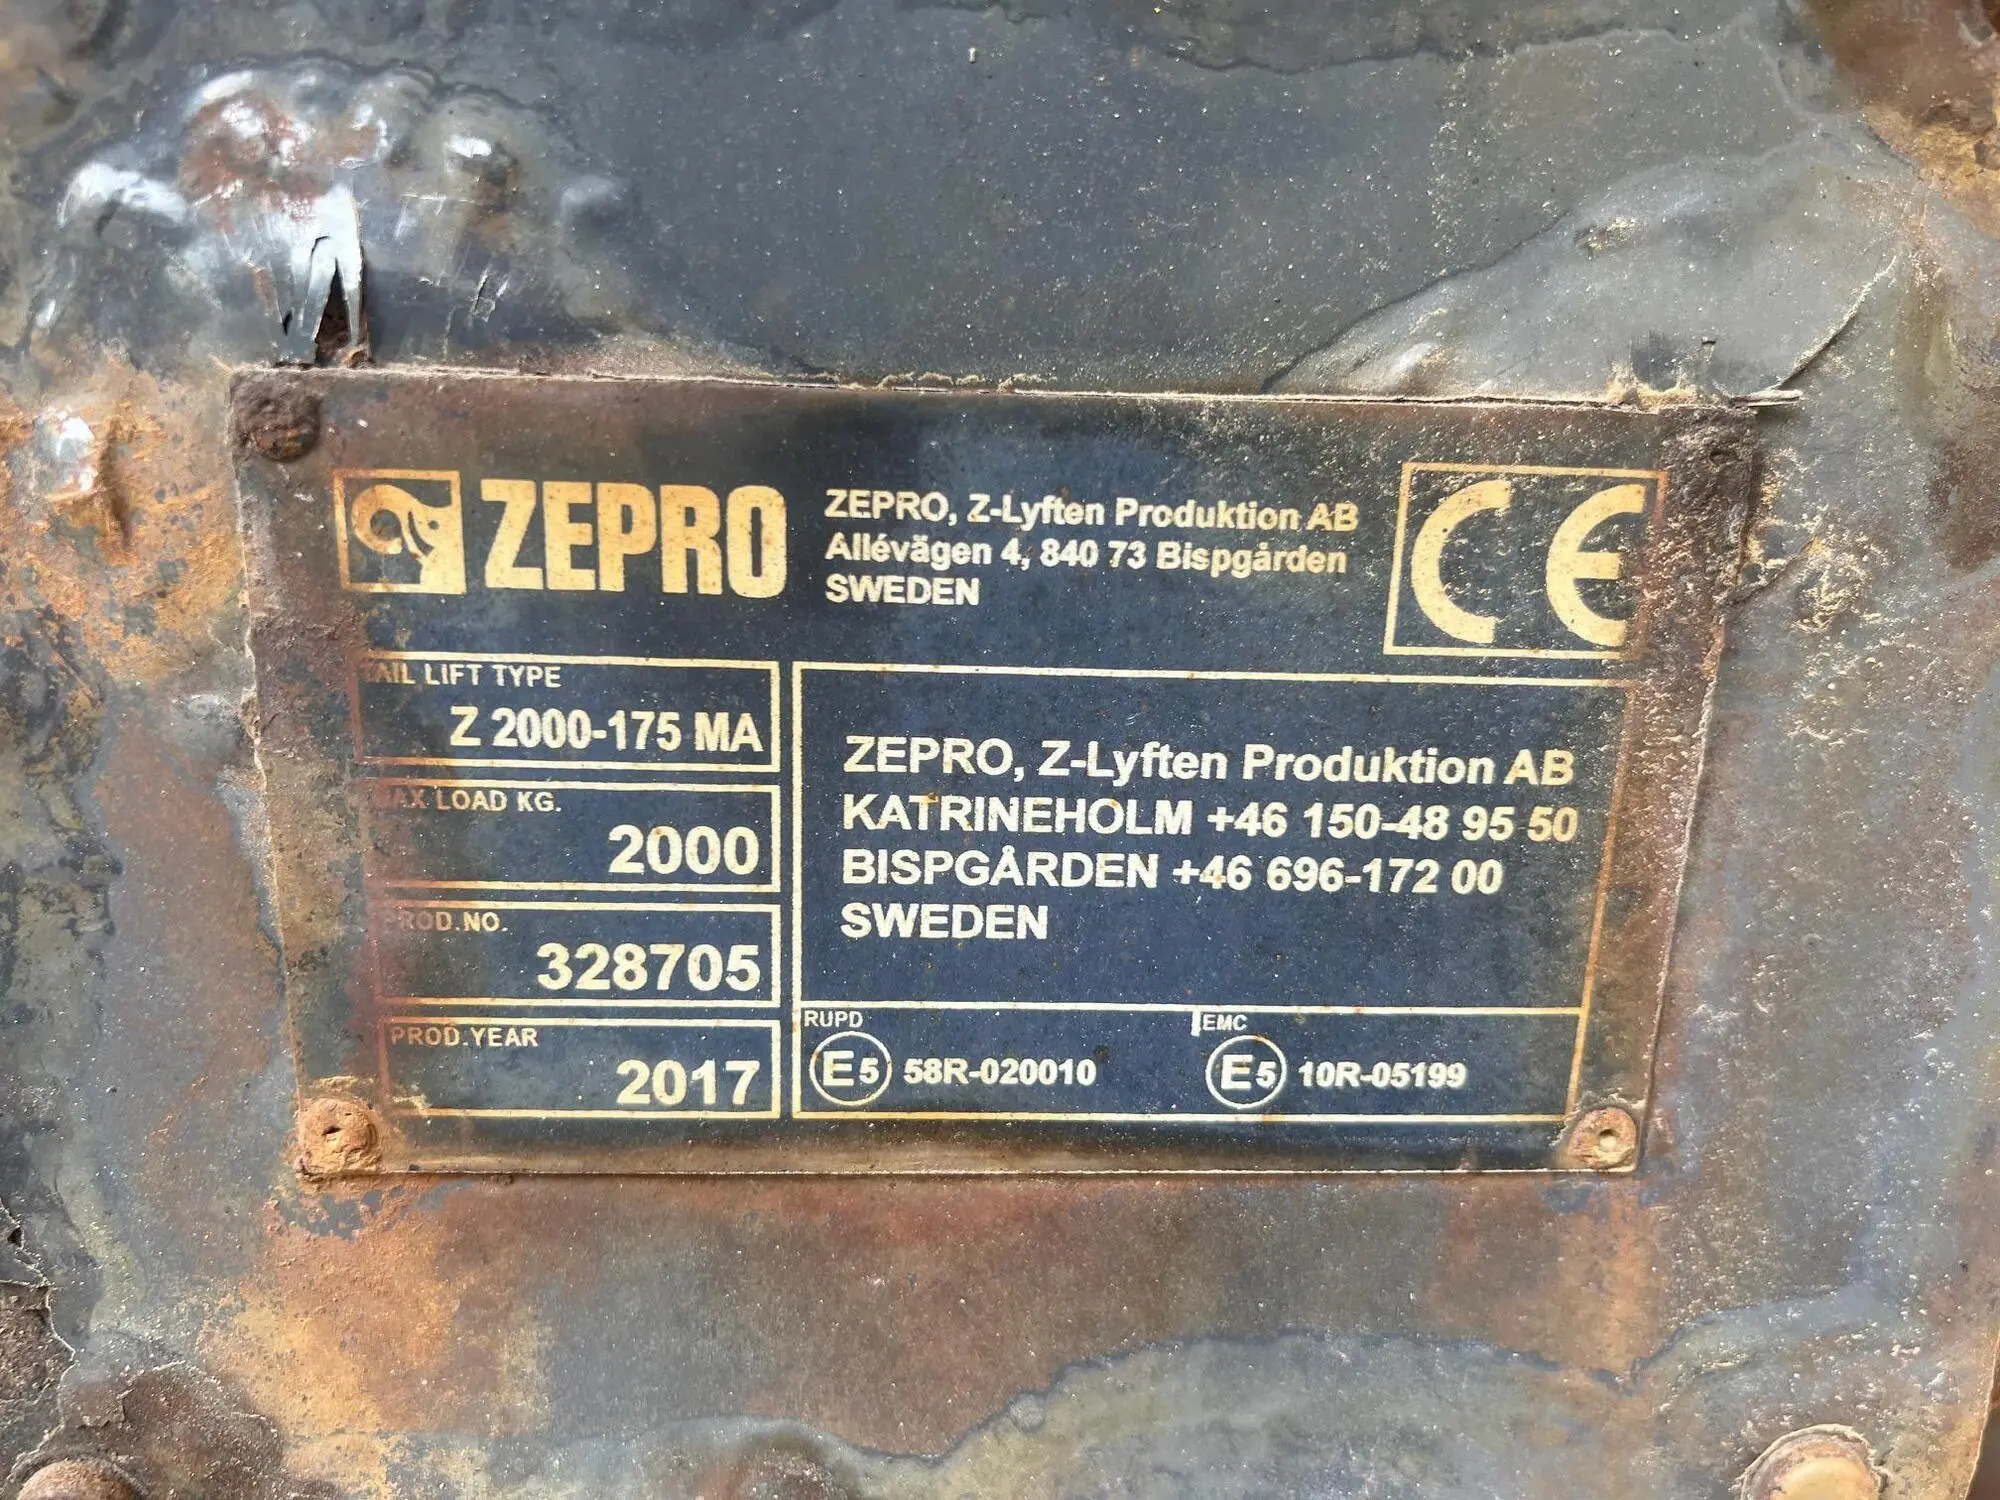 ZEPRO
ZEPRO, Z-Lyften Produktion AB
Allévägen 4, 840 73 Bispgården
SWEDEN
CE
TAIL LIFT TYPE
Z 2000-175 MA
MAX LOAD KG.
2000
PROD.NO.
328705
PROD.YEAR
2017
ZEPRO, Z-Lyften Produktion AB
KATRINEHOLM +46 150-48 95 50
BISPGÅRDEN +46 696-172 00
SWEDEN
RUPD
E5 58R-020010
EMC
E5 10R-05199